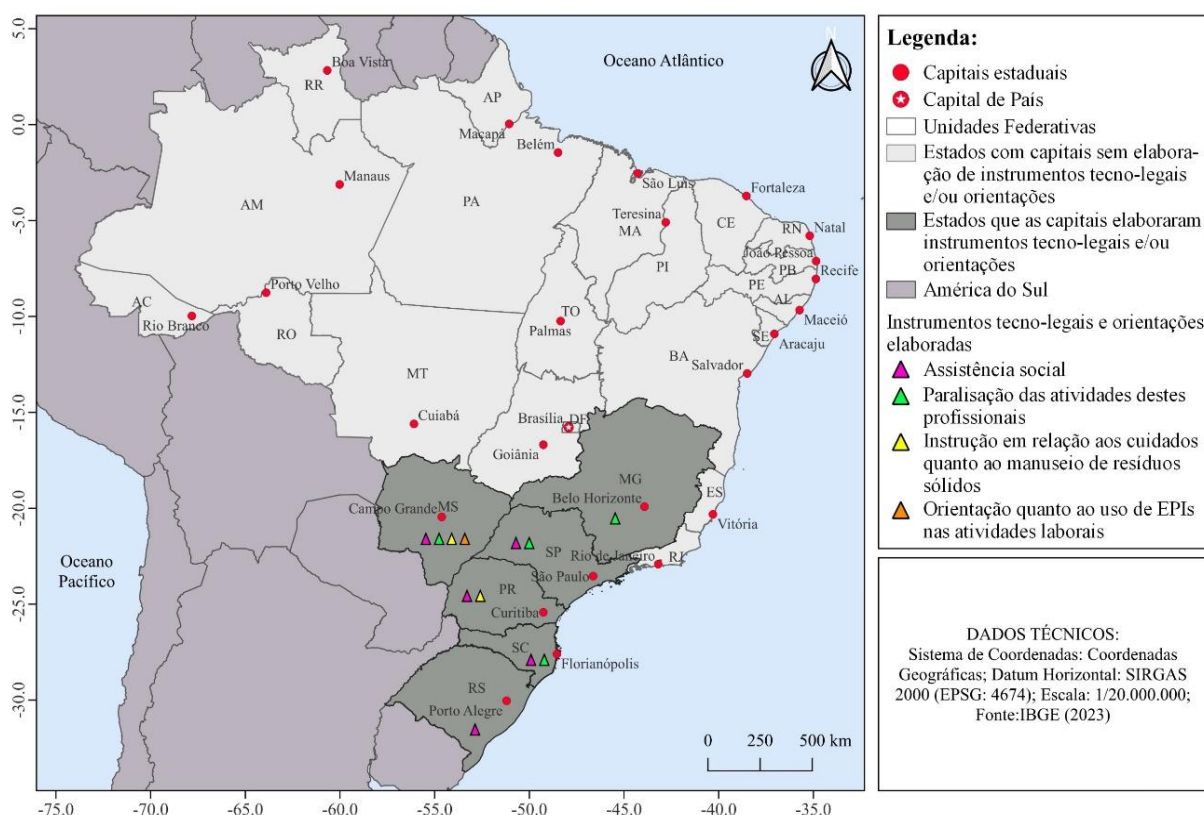 5.0
0.0
-5.0
-10.0
-15.0
-20.0
-25.0
-30.0
-75.0
-70.0
-65.0
-60.0
-55.0
-50.0
-45.0
-40.0
-35.0
Oceano Atlântico
N
Boa Vista
RR
AP
Macapá
Belém
Manaus
AM
PA
São Luís
Fortaleza
Teresina
MA
CE
RN
Natal
João Pessoa
PB
Recife
PI
PE
AL
Maceió
SE
Aracaju
AC
Rio Branco
Porto Velho
RO
TO
Palmas
BA
Salvador
MT
Cuiabá
Brasília
DF
Goiânia
MG
Belo Horizonte
ES
Vitória
Campo Grande
MS
SP
Rio de Janeiro
RJ
São Paulo
PR
Curitiba
SC
Florianópolis
RS
Porto Alegre
Oceano
Pacífico
0 250 500 km
Legenda:
Capitais estaduais
Capital de País
Unidades Federativas
Estados com capitais sem elabora-
ção de instrumentos tecno-legais
e/ou orientações
Estados que as capitais elaboraram
instrumentos tecno-legais e/ou
orientações
América do Sul
Instrumentos tecno-legais e orientações
elaboradas
Assistência social
Paralisação das atividades destes
profissionais
Instrução em relação aos cuidados
quanto ao manuseio de resíduos
sólidos
Orientação quanto ao uso de EPIs
nas atividades laborais
DADOS TÉCNICOS:
Sistema de Coordenadas: Coordenadas
Geográficas; Datum Horizontal: SIRGAS
2000 (EPSG: 4674); Escala: 1/20.000.000;
Fonte:IBGE (2023)